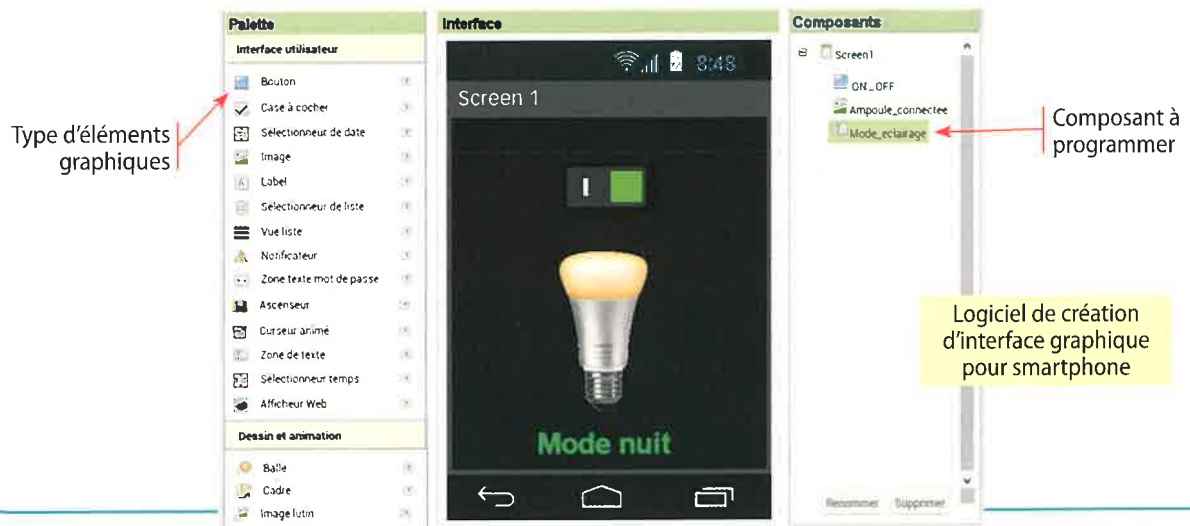 Type d'éléments
graphiques
Palette
Interface utilisateur
Bouton
Case à cocher
Sélectionneur de date
Image
Label
Sélectionneur de liste
Vue liste
Notificateur
Zone texte mot de passe
Ascenseur
Curseur animé
Zone de texte
Sélectionneur temps
Afficheur Web
Dessin et animation
Balle
Cadre
Image lutin
Interface
8:48
Screen 1
Mode nuit
Composants
Screen1
ON_OFF
Ampoule_connectee
Mode_eclairage
Renommer Supprimer
Composant à
programmer
Logiciel de création
d'interface graphique
pour smartphone